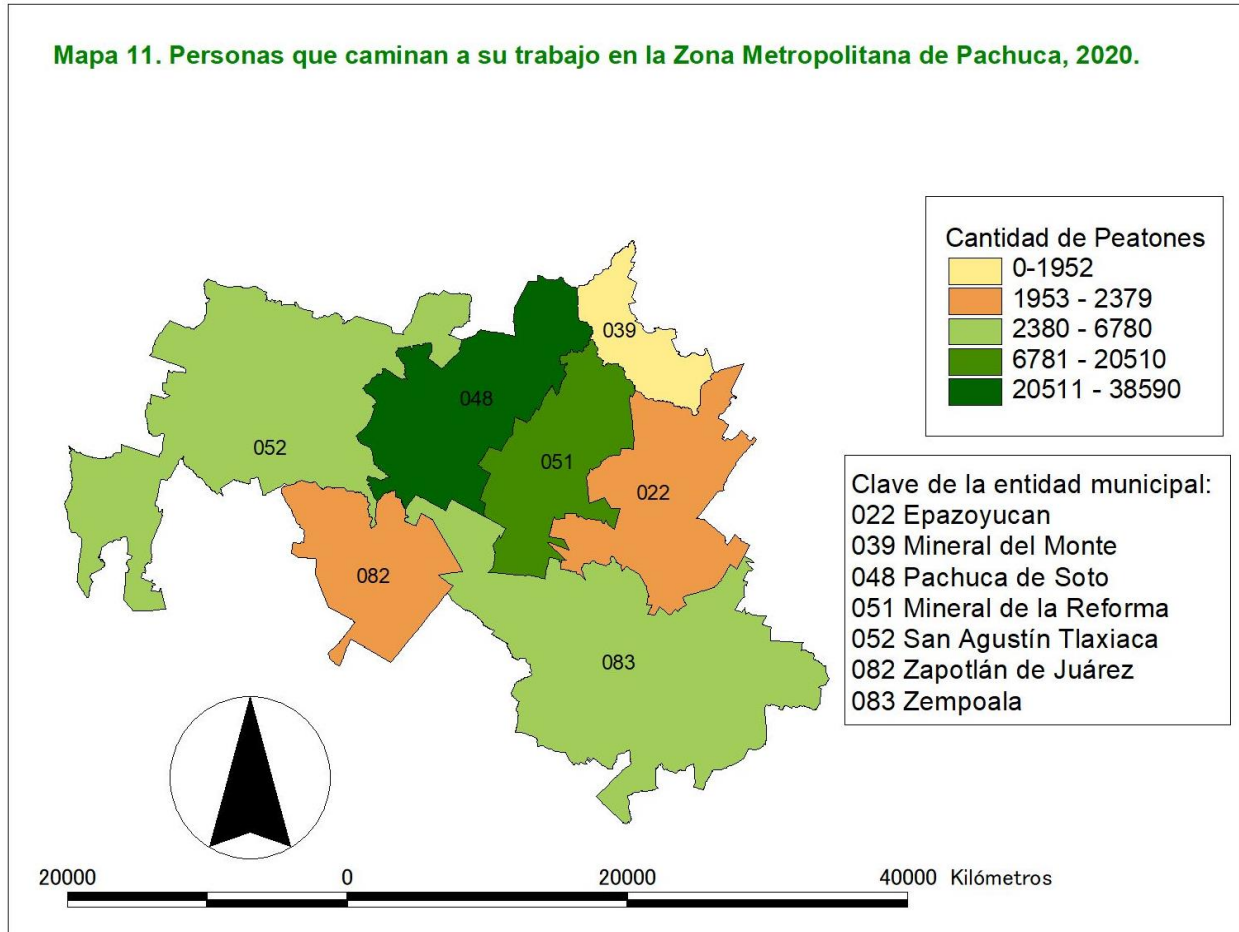 Mapa 11. Personas que caminan a su trabajo en la Zona Metropolitana de Pachuca, 2020.
Cantidad de Peatones
0-1952
1953 - 2379
2380 - 6780
6781 - 20510
20511 - 38590
039
048
052
051
022
082
083
Clave de la entidad municipal:
022 Epazoyucan
039 Mineral del Monte
048 Pachuca de Soto
051 Mineral de la Reforma
052 San Agustín Tlaxiaca
082 Zapotlán de Juárez
083 Zempoala
20000 0 20000 40000 Kilómetros